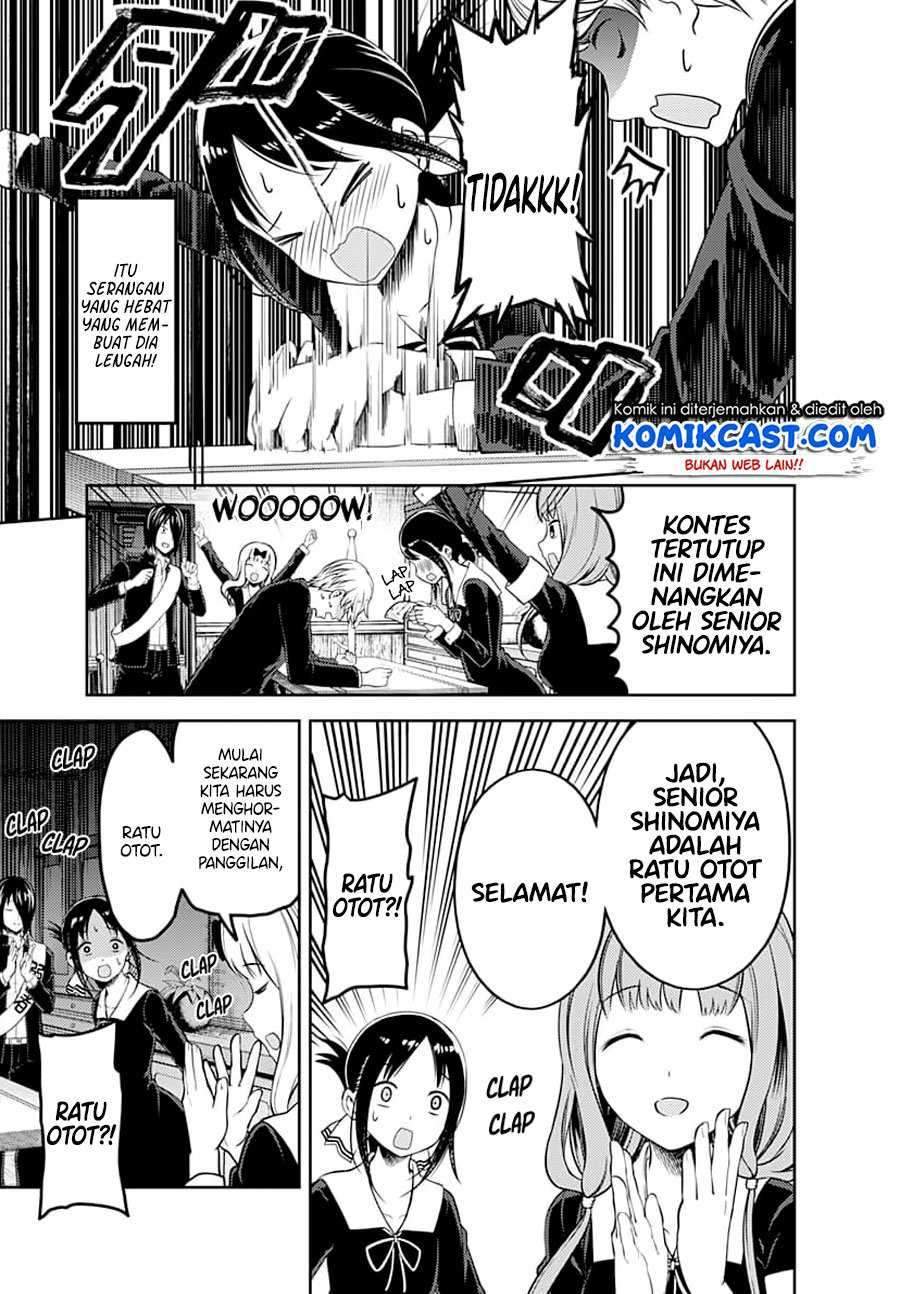 TIDAKKK!
ITU
SERANGAN
YANG HEBAT
YANG MEM-
BUAT DIA
LENGAH!
Komik ini diterjemahkan & diedit oleh
KOMIKCAST.COM
BUKAN WEB LAIN!!
KONTES
TERTUTUP
INI DIME-
NANGKAN
OLEH SENIOR
SHINOMIYA.
WOOOOOW!
LAP
LAP
JADI,
SENIOR
SHINOMIYA
ADALAH
RATU OTOT
PERTAMA
KITA.
SELAMAT!
RATU
OTOT?!
CLAP
CLAP
MULAI
SEKARANG
KITA HARUS
MENGHOR-
MATINYA
DENGAN
PANGGILAN,
RATU
OTOT.
CLAP
CLAP
CLAP
CLAP
CLAP
RATU
OTOT?!